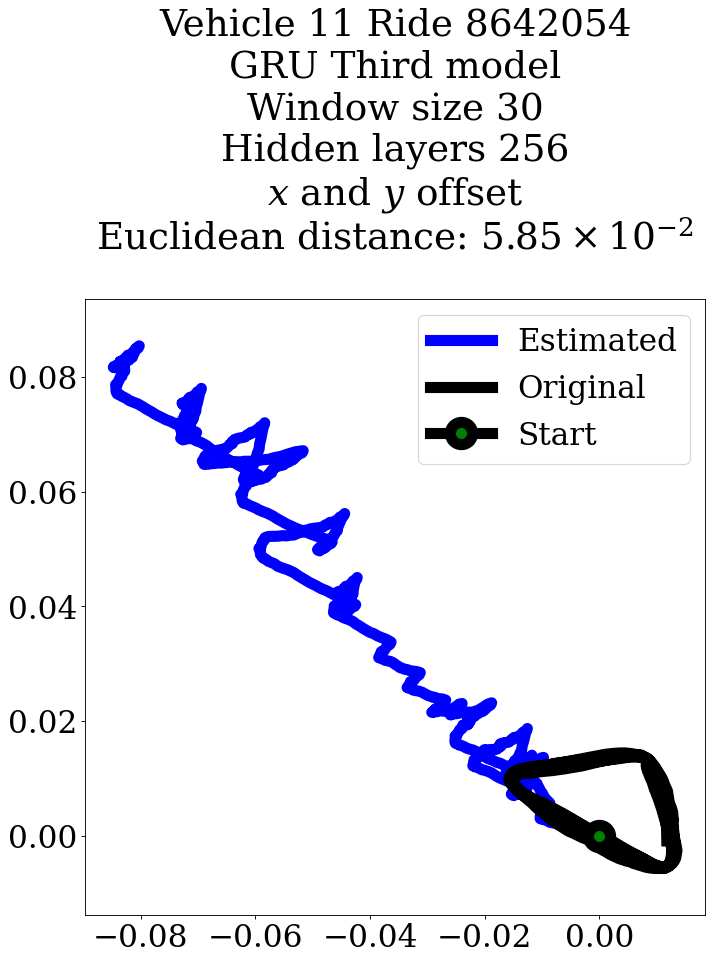 Vehicle 11 Ride 8642054
GRU Third model
Window size 30
Hidden layers 256
x and y offset
Euclidean distance: 5.85 × 10⁻²
Estimated
Original
Start
0.08
0.06
0.04
0.02
0.00
−0.08 −0.06 −0.04 −0.02 0.00